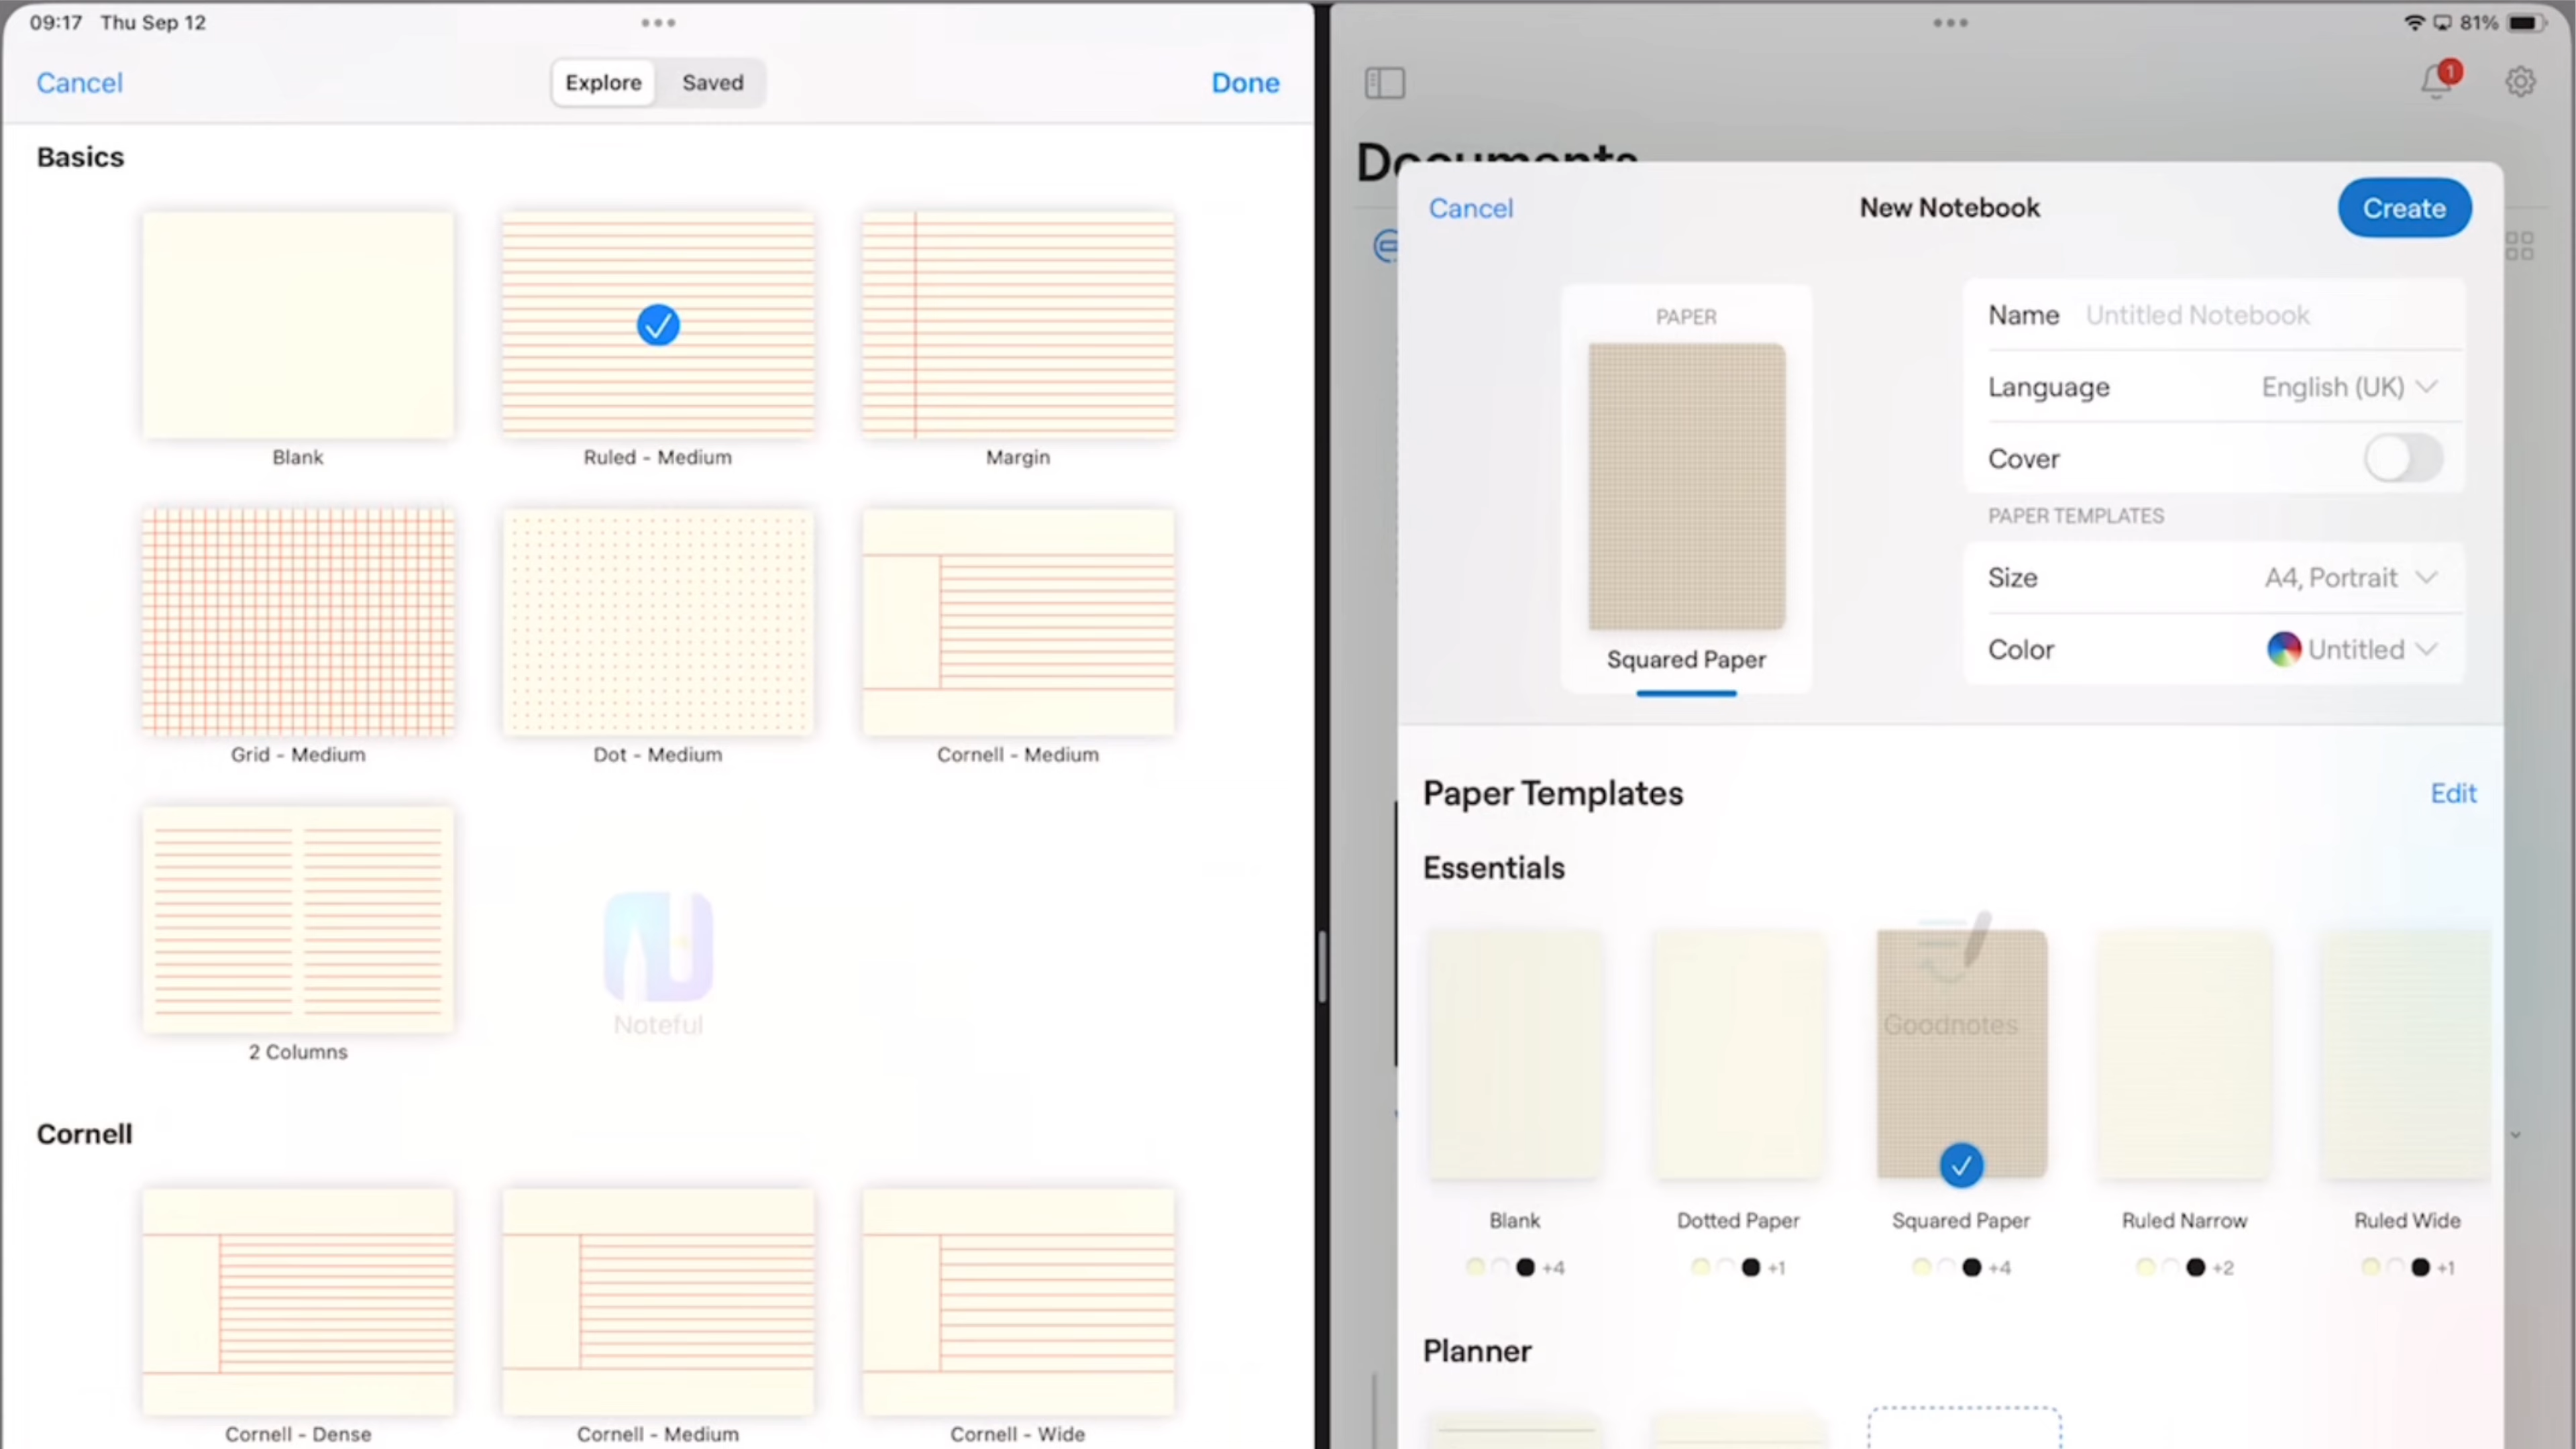 09:17 Thu Sep 12
Cancel
Explore
Saved
Done
Basics
Blank
Ruled - Medium
Margin
Grid - Medium
Dot - Medium
Cornell - Medium
2 Columns
Noteful
Cornell
Cornell - Dense
Cornell - Medium
Cornell - Wide
81%
1
Documents
Cancel
New Notebook
Create
PAPER
Squared Paper
Name Untitled Notebook
Language English (UK)
Cover
PAPER TEMPLATES
Size A4, Portrait
Color Untitled
Paper Templates
Edit
Essentials
Goodnotes
Blank
Dotted Paper
Squared Paper
Ruled Narrow
Ruled Wide
+4
+1
+4
+2
+1
Planner